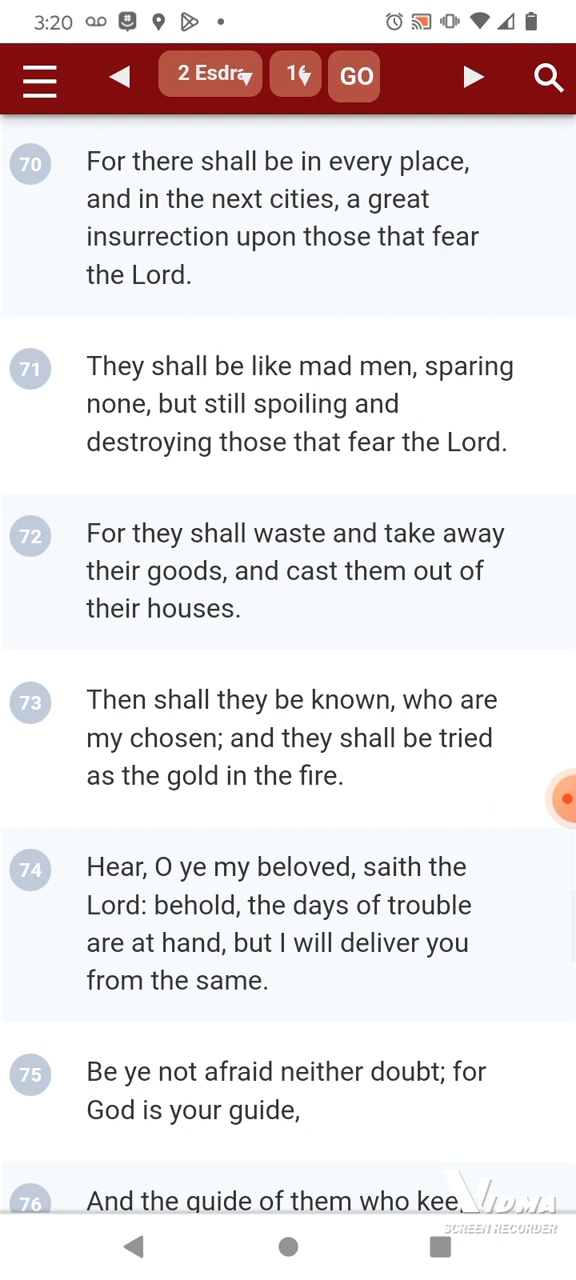 3:20
2 Esdra
16
GO
70
For there shall be in every place,
and in the next cities, a great
insurrection upon those that fear
the Lord.
71
They shall be like mad men, sparing
none, but still spoiling and
destroying those that fear the Lord.
72
For they shall waste and take away
their goods, and cast them out of
their houses.
73
Then shall they be known, who are
my chosen; and they shall be tried
as the gold in the fire.
74
Hear, O ye my beloved, saith the
Lord: behold, the days of trouble
are at hand, but I will deliver you
from the same.
75
Be ye not afraid neither doubt; for
God is your guide,
76
And the guide of them who kee
VIDMA
SCREEN RECORDER